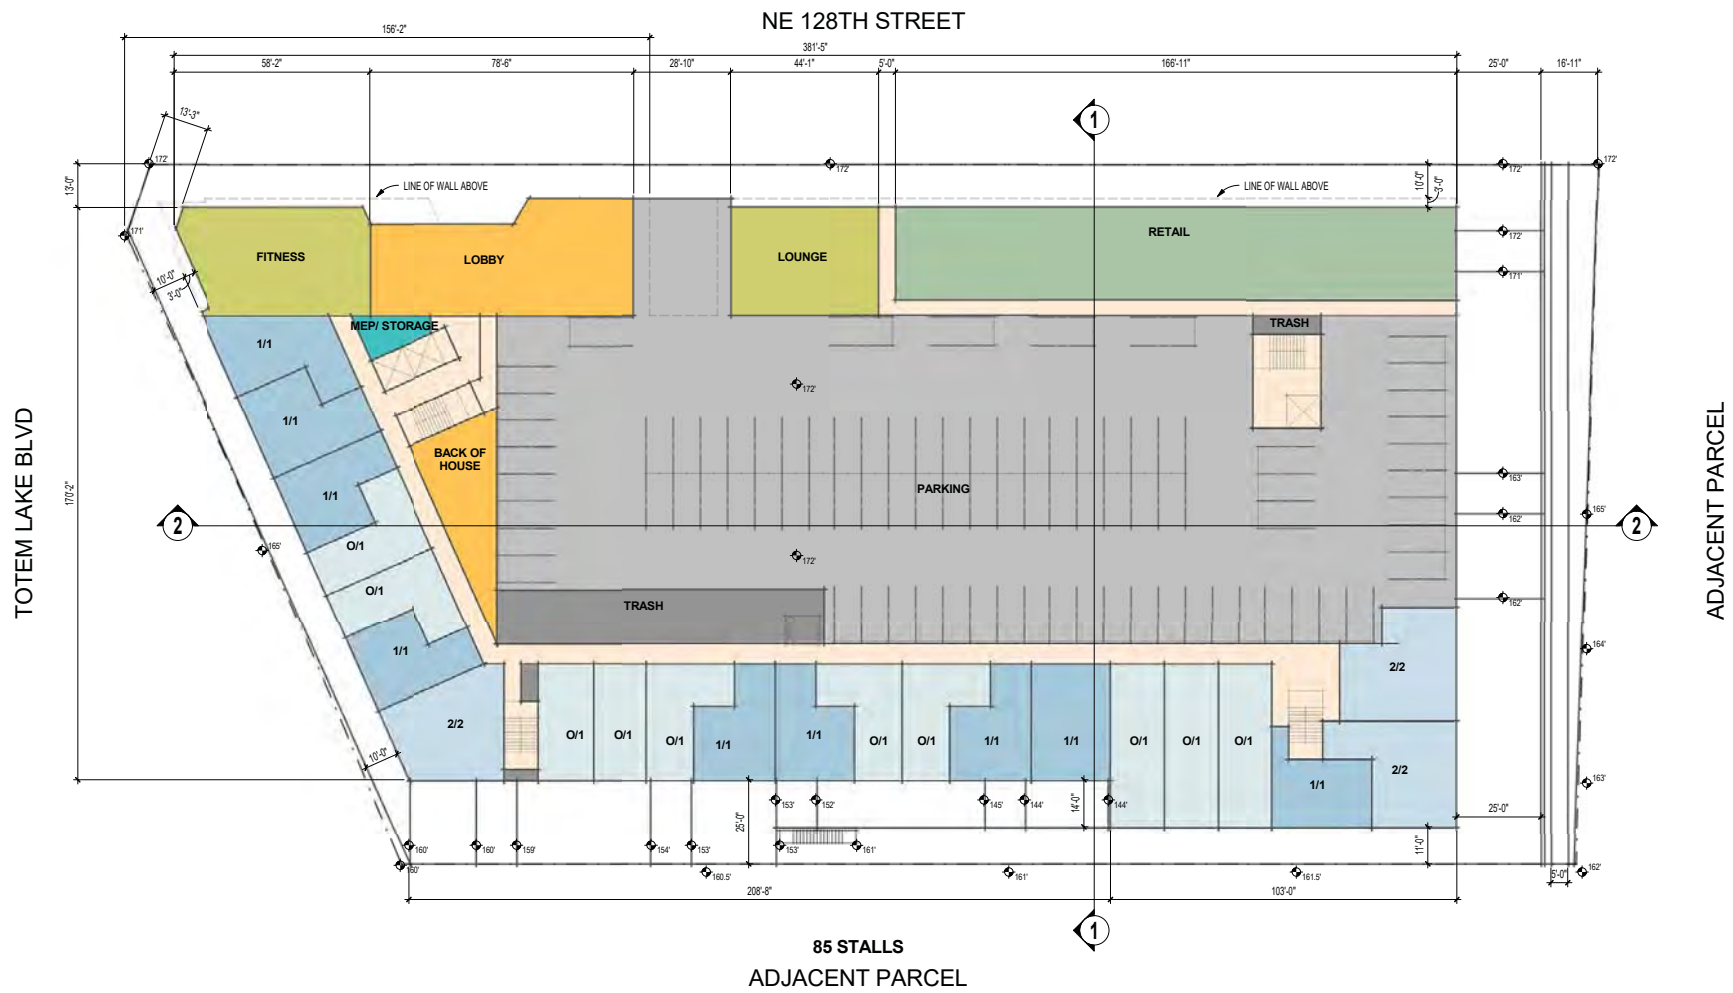 NE 128TH STREET
156'-2"
381'-5"
58'-2"
78'-6"
28'-10"
44'-1"
5'-0"
166'-11"
25'-0"
16'-11"
13'-3"
1
172'
172'
172'
172'
13'-0"
10'-0"
3'-0"
LINE OF WALL ABOVE
LINE OF WALL ABOVE
171'
172'
RETAIL
FITNESS
LOBBY
LOUNGE
171'
10'-0"
3'-0"
MEP/ STORAGE
TRASH
1/1
172'
1/1
BACK OF
HOUSE
163'
PARKING
1/1
170'-2"
TOTEM LAKE BLVD
ADJACENT PARCEL
2
162'
165'
2
165'
O/1
172'
O/1
TRASH
162'
1/1
164'
2/2
2/2
O/1
O/1
O/1
1/1
1/1
O/1
O/1
1/1
1/1
O/1
O/1
O/1
2/2
1/1
10'-0"
163'
153'
152'
145'
144'
144'
14'-0"
25'-0"
25'-0"
160'
160'
159'
154'
153'
153'
161'
11'-0"
160'
160.5'
161'
161.5'
5'-0"
162'
208'-8"
103'-0"
1
85 STALLS
ADJACENT PARCEL